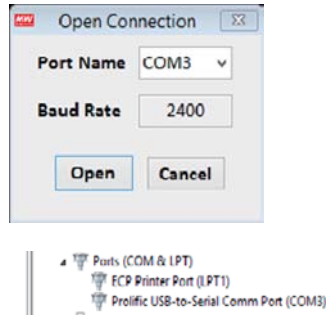 MW Open Connection
Port Name COM3
Baud Rate 2400
Open Cancel
Ports (COM & LPT)
ECP Printer Port (LPT1)
Prolific USB-to-Serial Comm Port (COM3)